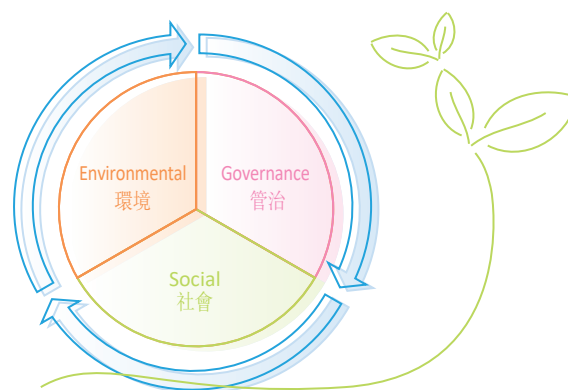 Environmental
環境
Governance
管治
Social
社會